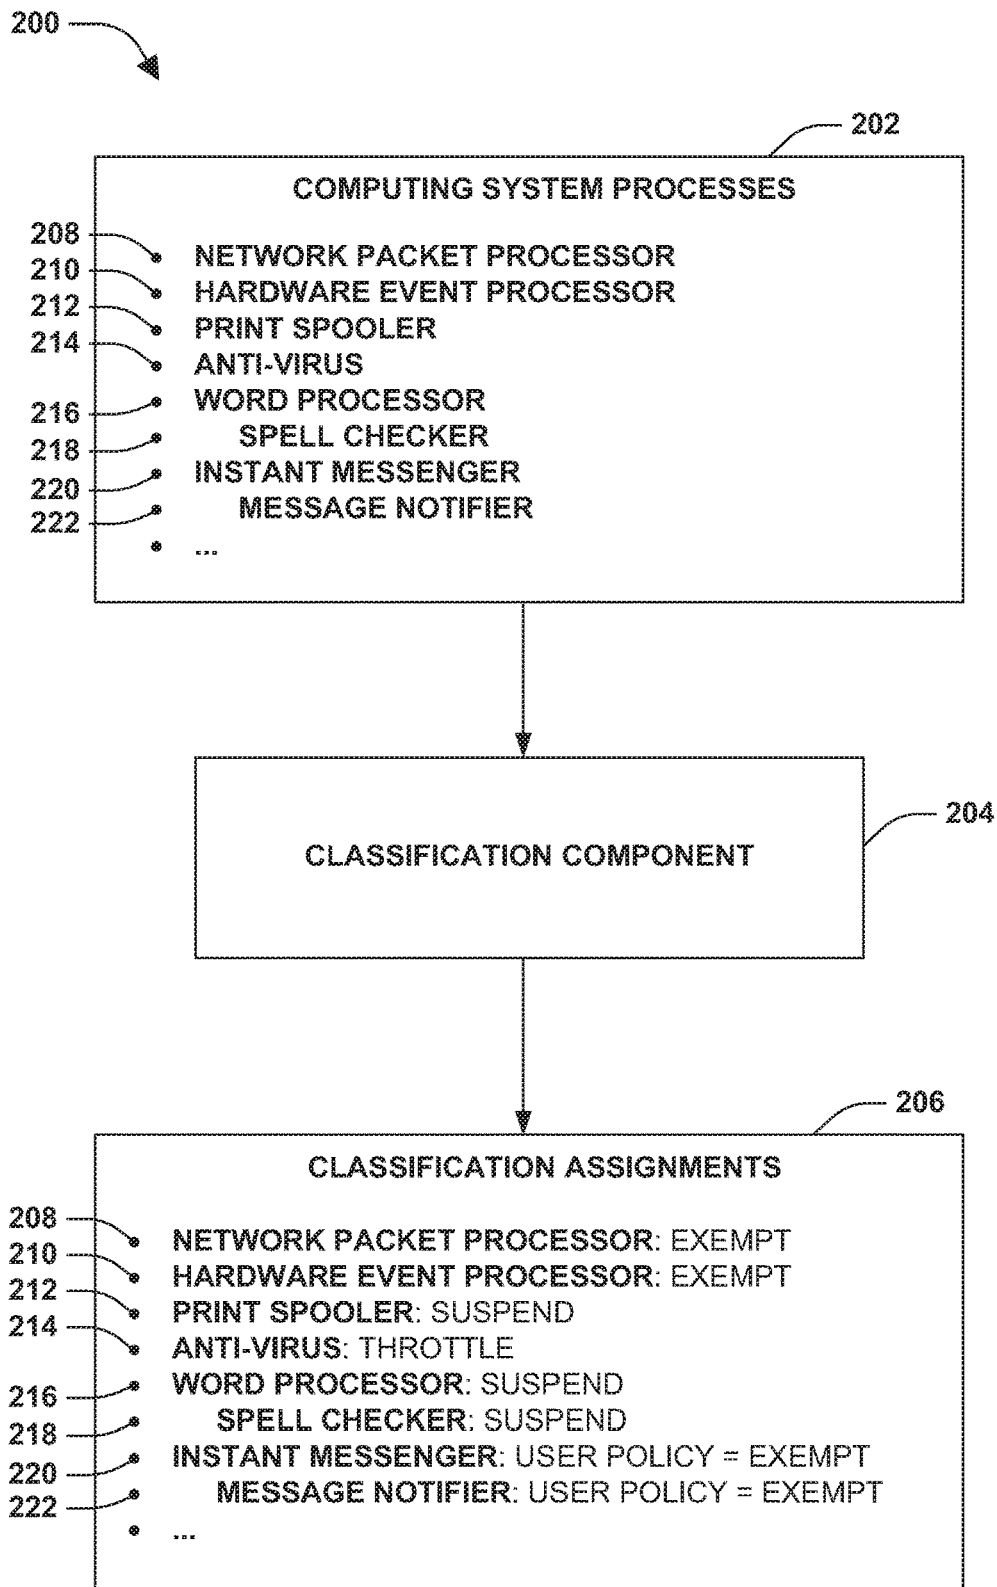 200
202
COMPUTING SYSTEM PROCESSES
208 • NETWORK PACKET PROCESSOR
210 • HARDWARE EVENT PROCESSOR
212 • PRINT SPOOLER
214 • ANTI-VIRUS
216 • WORD PROCESSOR
218 • SPELL CHECKER
220 • INSTANT MESSENGER
222 • MESSAGE NOTIFIER
• ...
204
CLASSIFICATION COMPONENT
206
CLASSIFICATION ASSIGNMENTS
208 • NETWORK PACKET PROCESSOR: EXEMPT
210 • HARDWARE EVENT PROCESSOR: EXEMPT
212 • PRINT SPOOLER: SUSPEND
214 • ANTI-VIRUS: THROTTLE
216 • WORD PROCESSOR: SUSPEND
218 • SPELL CHECKER: SUSPEND
220 • INSTANT MESSENGER: USER POLICY = EXEMPT
222 • MESSAGE NOTIFIER: USER POLICY = EXEMPT
• ...